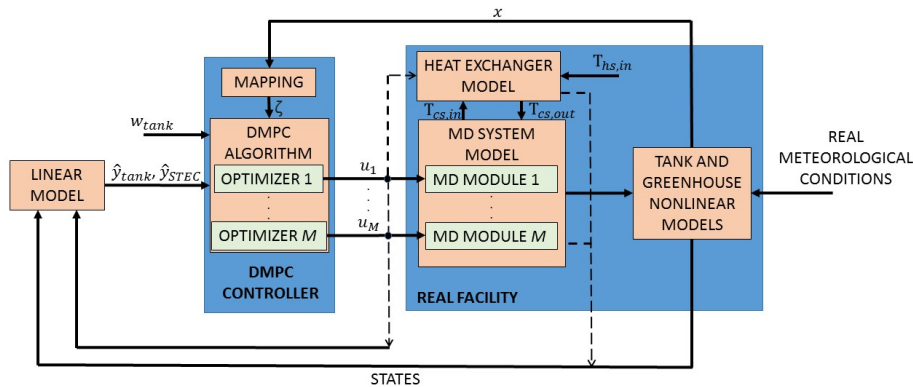 x
MAPPING
ζ
w_tank
DMPC
ALGORITHM
OPTIMIZER 1
⋮
OPTIMIZER M
DMPC
CONTROLLER
LINEAR
MODEL
ŷ_tank, ŷ_STEC
u_1
⋮
u_M
HEAT EXCHANGER
MODEL
T_hs,in
T_cs,in
T_cs,out
MD SYSTEM
MODEL
MD MODULE 1
⋮
MD MODULE M
REAL FACILITY
TANK AND
GREENHOUSE
NONLINEAR
MODELS
REAL
METEOROLOGICAL
CONDITIONS
STATES